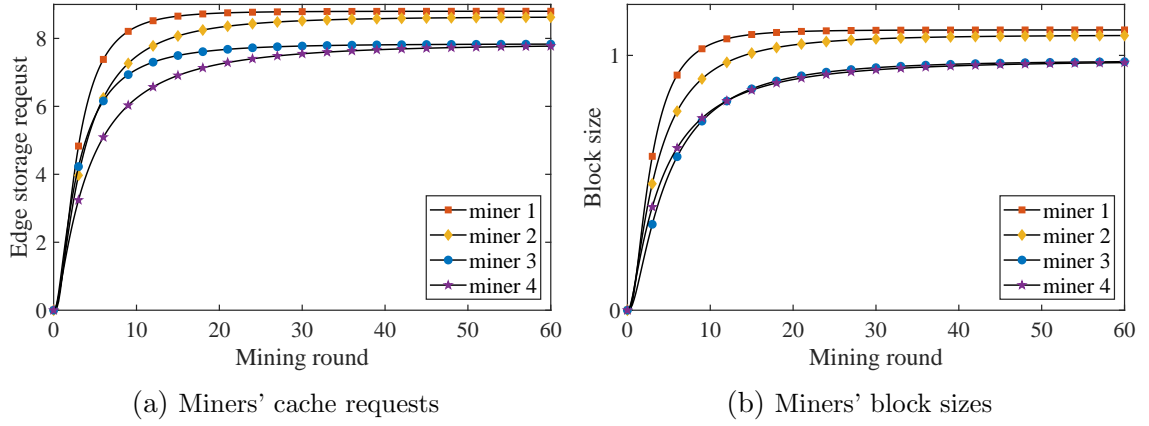 8
6
4
2
0
Edge storage reqeust
miner 1
miner 2
miner 3
miner 4
0 10 20 30 40 50 60
Mining round
(a) Miners' cache requests
1
0
Block size
miner 1
miner 2
miner 3
miner 4
0 10 20 30 40 50 60
Mining round
(b) Miners' block sizes